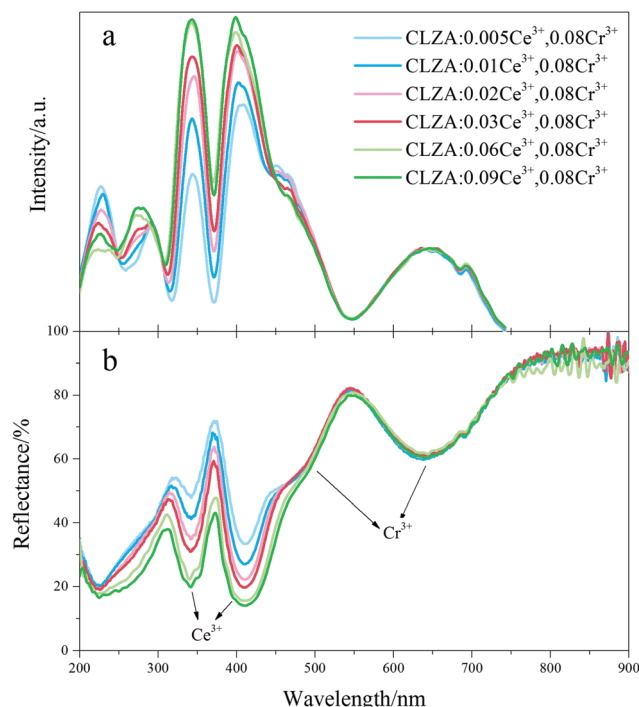 a
CLZA:0.005Ce³⁺,0.08Cr³⁺
CLZA:0.01Ce³⁺,0.08Cr³⁺
CLZA:0.02Ce³⁺,0.08Cr³⁺
CLZA:0.03Ce³⁺,0.08Cr³⁺
CLZA:0.06Ce³⁺,0.08Cr³⁺
CLZA:0.09Ce³⁺,0.08Cr³⁺
Intensity/a.u.
b
100
80
60
40
20
0
Reflectance/%
Cr³⁺
Ce³⁺
200 300 400 500 600 700 800 900
Wavelength/nm